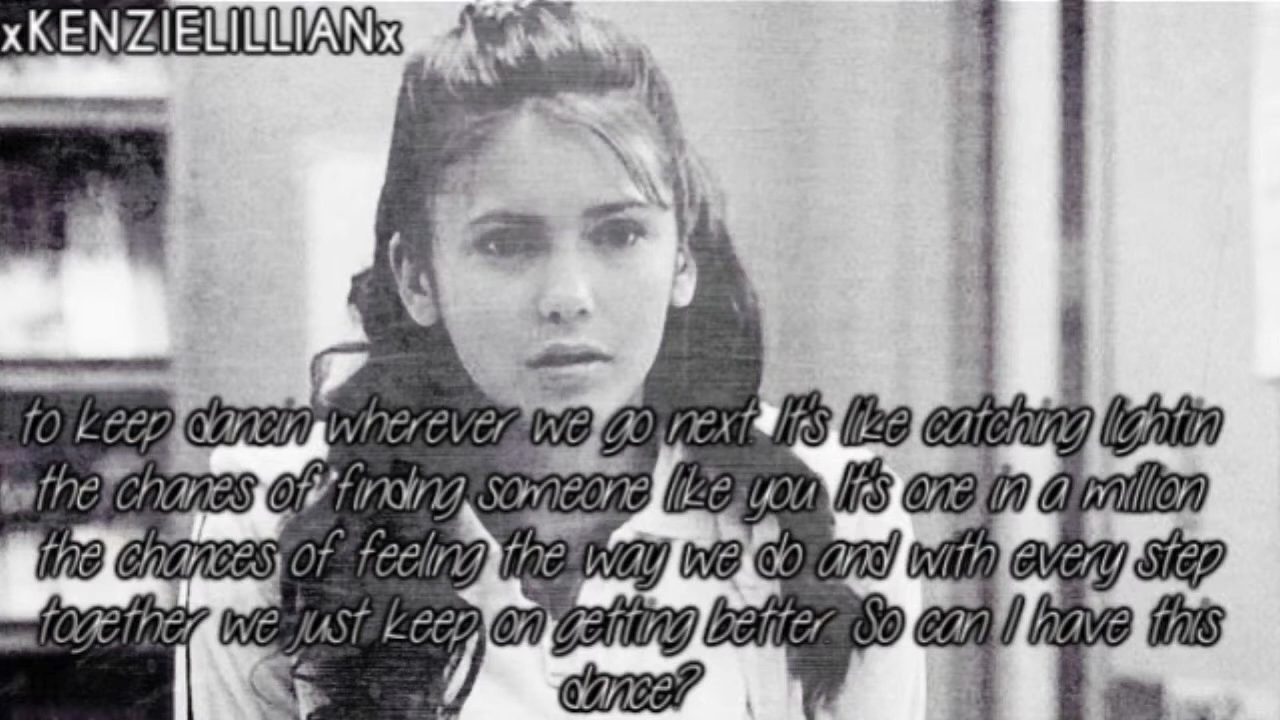 xKENZIELILLIANx
to keep dancin wherever we go next. It's like catching lightin
the chanes of finding someone like you It's one in a million
the chances of feeling the way we do and with every step
together we just keep on getting better. So can I have this
dance?